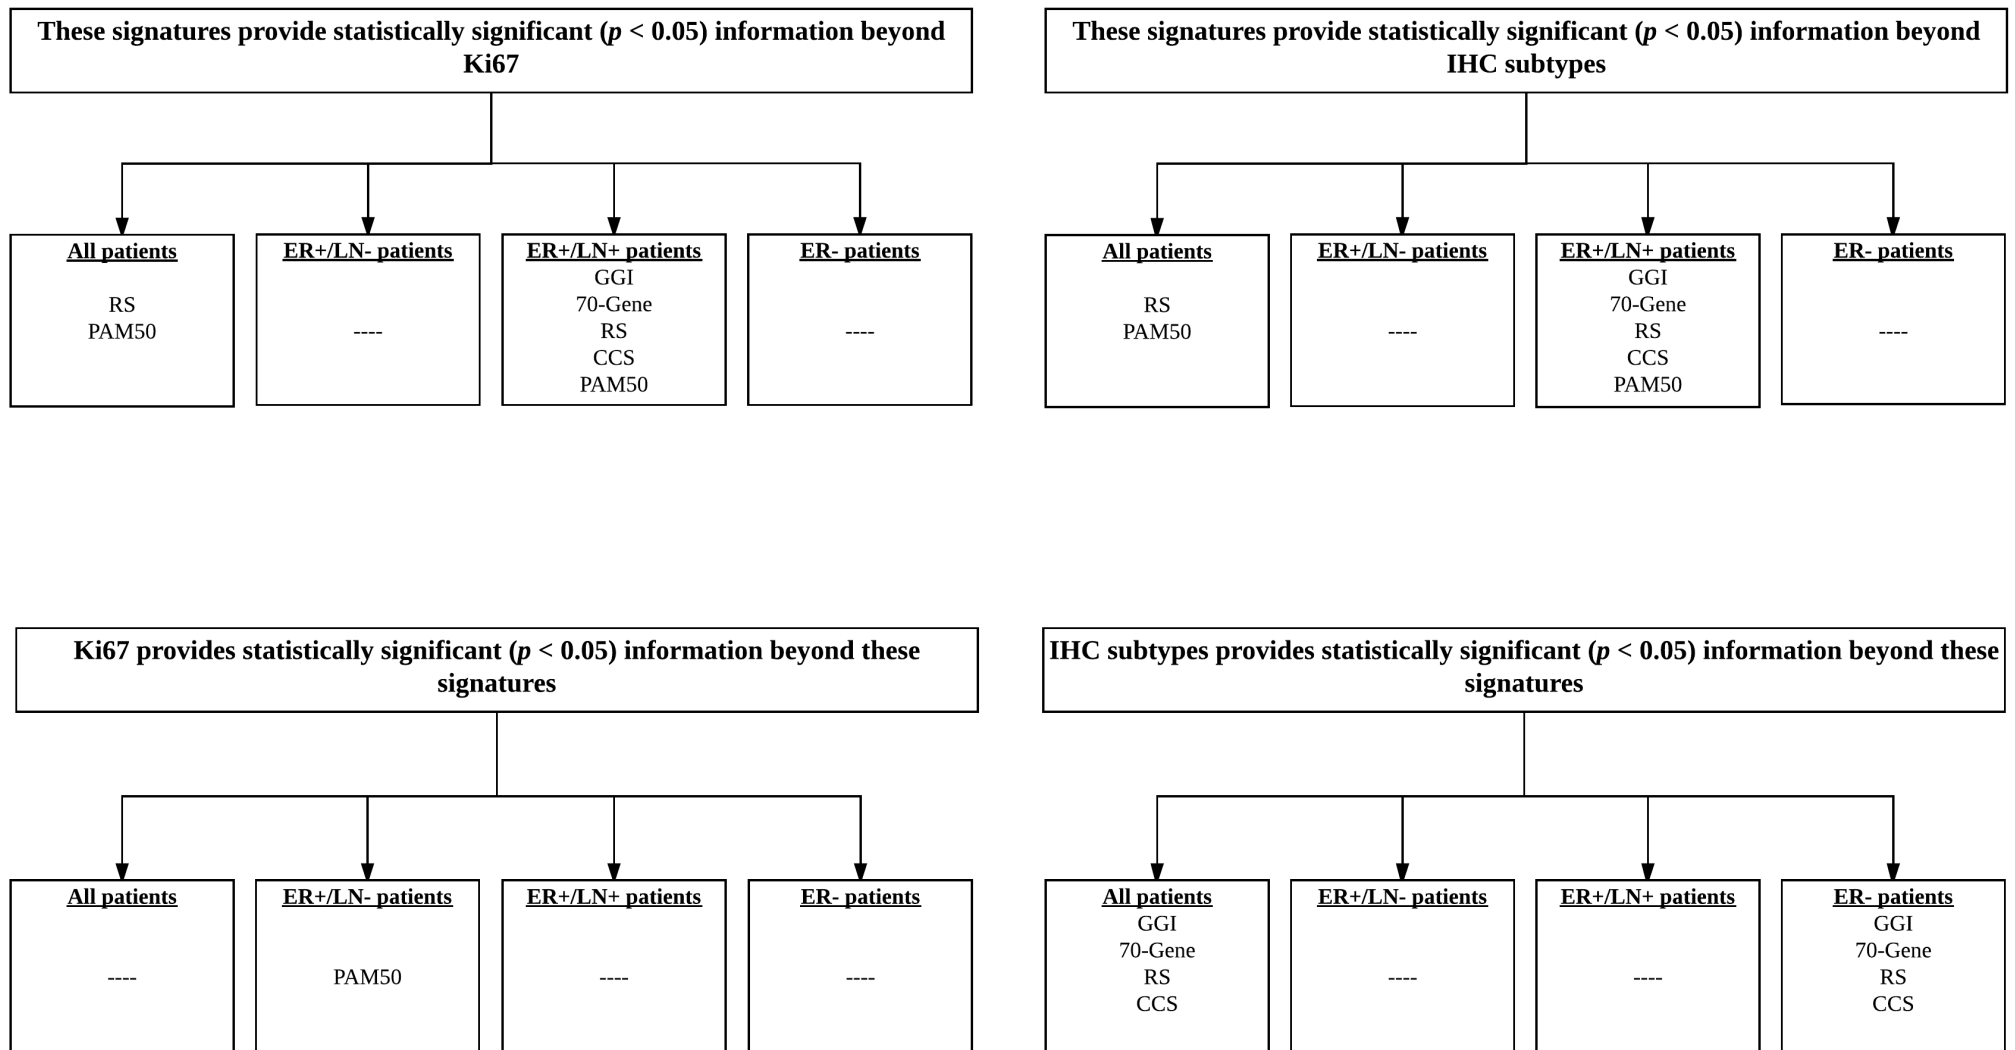 These signatures provide statistically significant (p < 0.05) information beyond
Ki67
All patients
RS
PAM50
ER+/LN- patients
----
ER+/LN+ patients
GGI
70-Gene
RS
CCS
PAM50
ER- patients
----
These signatures provide statistically significant (p < 0.05) information beyond
IHC subtypes
All patients
RS
PAM50
ER+/LN- patients
----
ER+/LN+ patients
GGI
70-Gene
RS
CCS
PAM50
ER- patients
----
Ki67 provides statistically significant (p < 0.05) information beyond these
signatures
All patients
----
ER+/LN- patients
PAM50
ER+/LN+ patients
----
ER- patients
----
IHC subtypes provides statistically significant (p < 0.05) information beyond these
signatures
All patients
GGI
70-Gene
RS
CCS
ER+/LN- patients
----
ER+/LN+ patients
----
ER- patients
GGI
70-Gene
RS
CCS